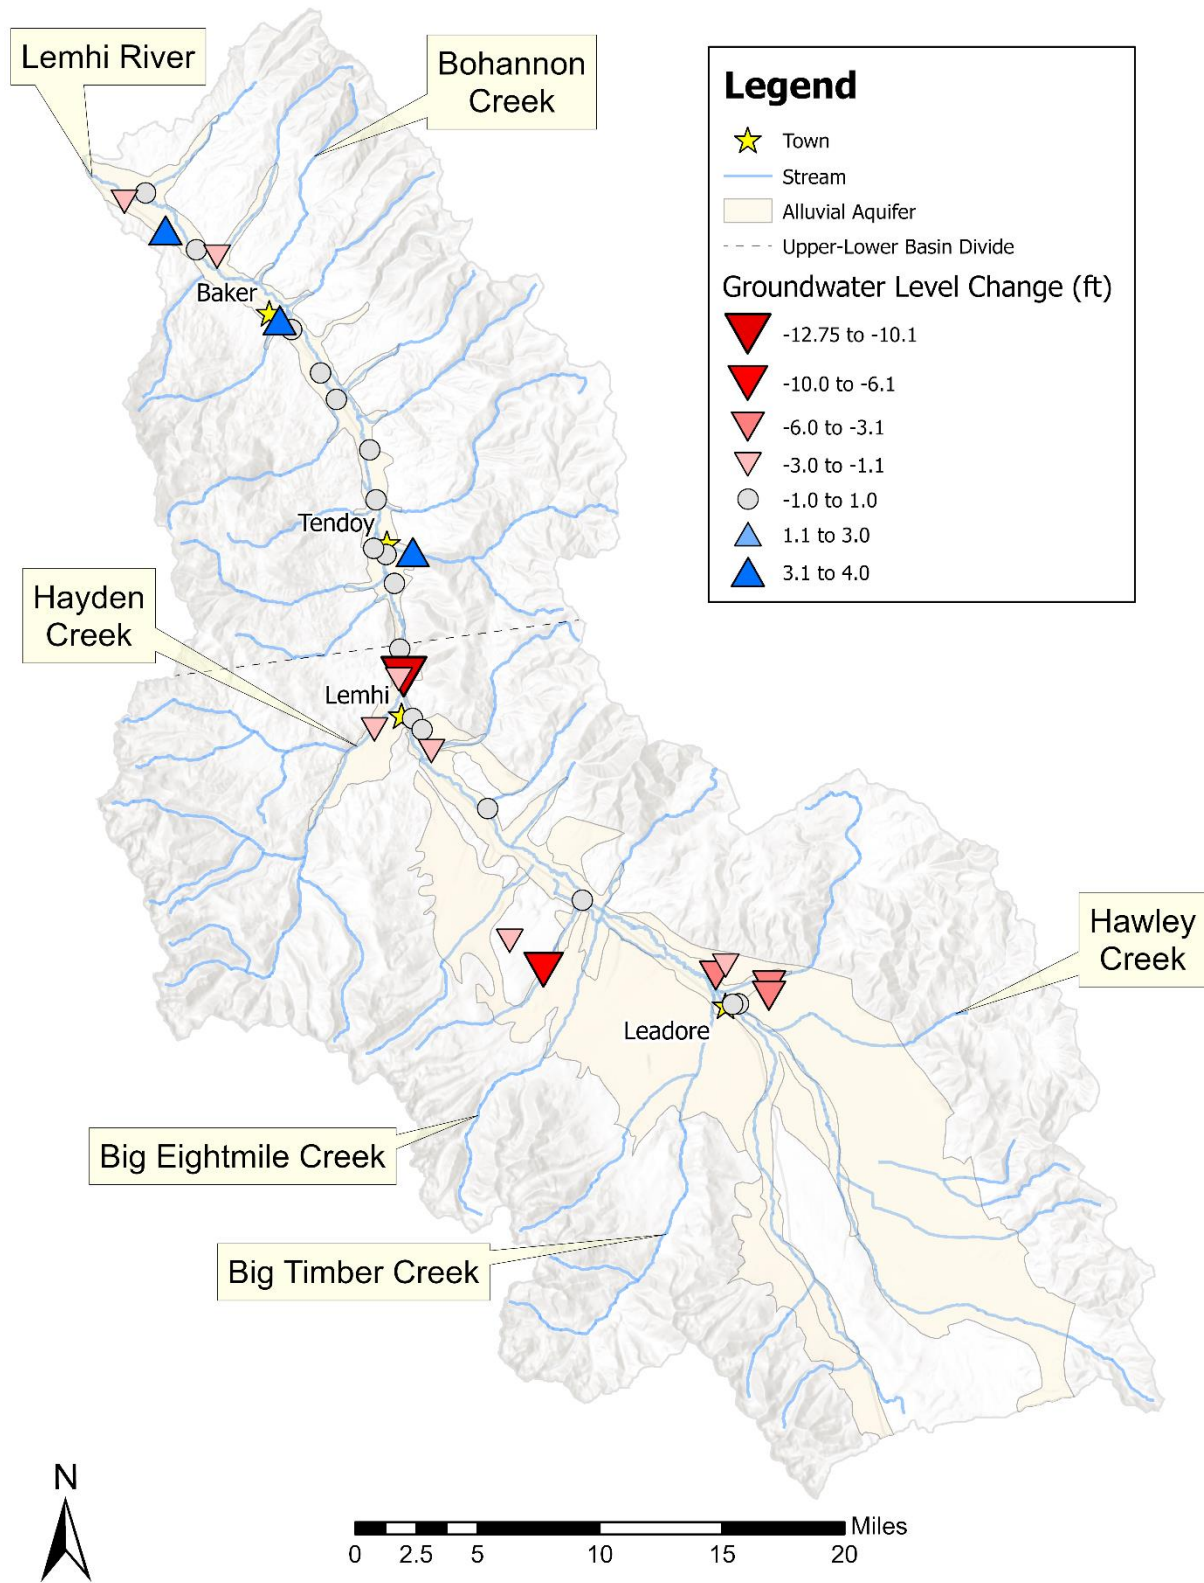 Lemhi River
Bohannon
Creek
Legend
Town
Stream
Alluvial Aquifer
Upper-Lower Basin Divide
Groundwater Level Change (ft)
-12.75 to -10.1
-10.0 to -6.1
-6.0 to -3.1
-3.0 to -1.1
-1.0 to 1.0
1.1 to 3.0
3.1 to 4.0
Baker
Tendoy
Hayden
Creek
Lemhi
Hawley
Creek
Leadore
Big Eightmile Creek
Big Timber Creek
N
Miles
0 2.5 5 10 15 20